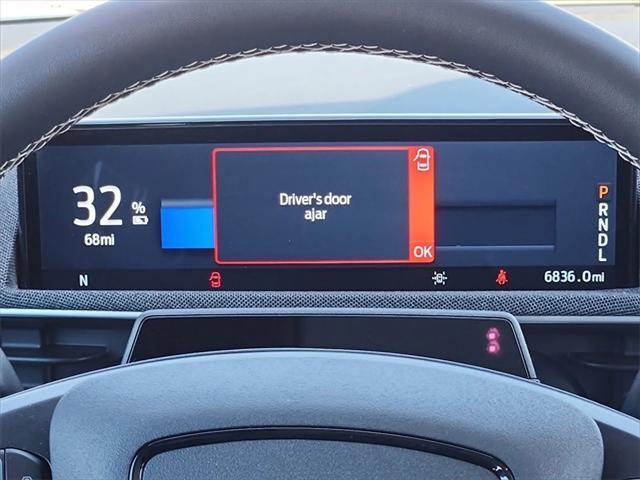 32 %
68mi
Driver's door
ajar
OK
P
R
N
D
L
N
6836.0mi